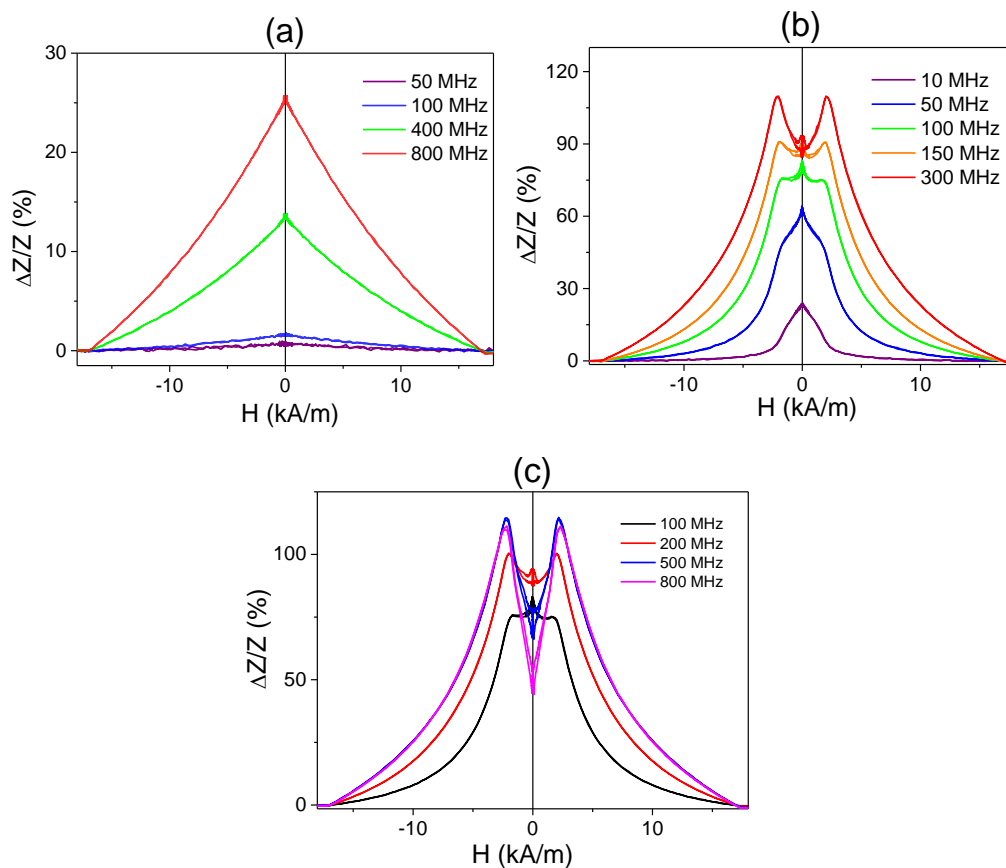 (a)
30
20
10
0
ΔZ/Z (%)
50 MHz
100 MHz
400 MHz
800 MHz
-10
0
10
H (kA/m)
(b)
120
90
60
30
0
ΔZ/Z (%)
10 MHz
50 MHz
100 MHz
150 MHz
300 MHz
-10
0
10
H (kA/m)
(c)
100
50
0
ΔZ/Z (%)
100 MHz
200 MHz
500 MHz
800 MHz
-10
0
10
H (kA/m)